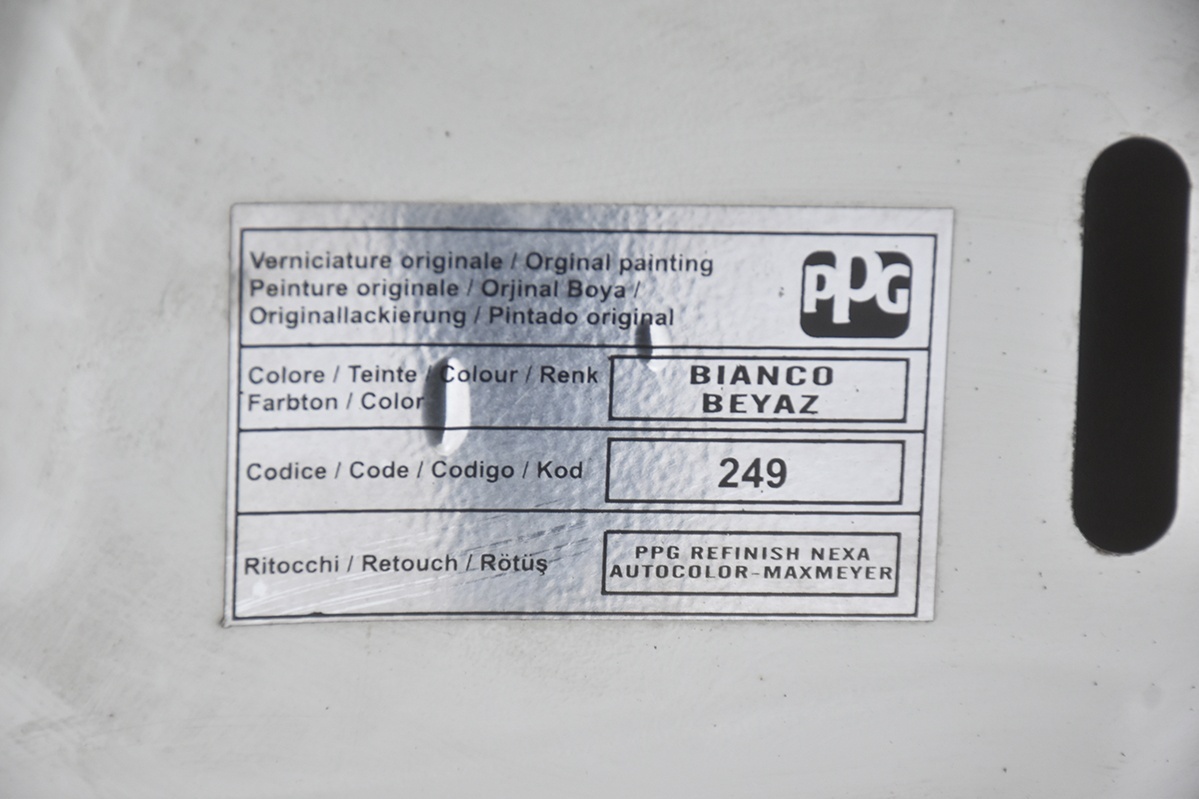 Verniciature originale / Orginal painting
Peinture originale / Orjinal Boya /
Originallackierung / Pintado original
PPG
Colore / Teinte / Colour / Renk
Farbton / Color
BIANCO
BEYAZ
Codice / Code / Codigo / Kod
249
Ritocchi / Retouch / Rötüş
PPG REFINISH NEXA
AUTOCOLOR-MAXMEYER